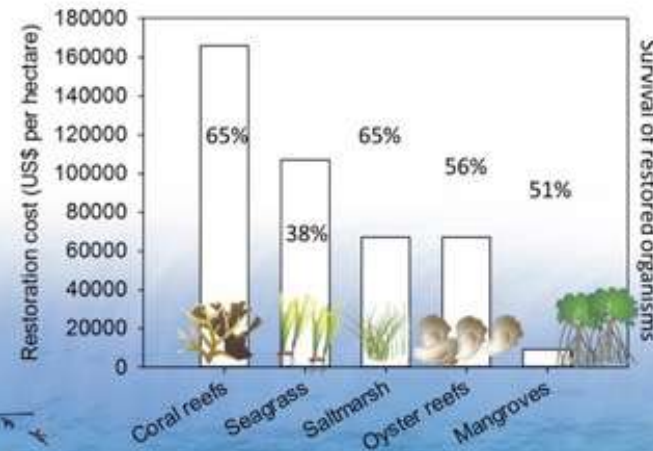 Restoration cost (US$ per hectare)
180000
160000
140000
120000
100000
80000
60000
40000
20000
0
65%
38%
65%
56%
51%
Coral reefs
Seagrass
Saltmarsh
Oyster reefs
Mangroves
Survival of restored organisms